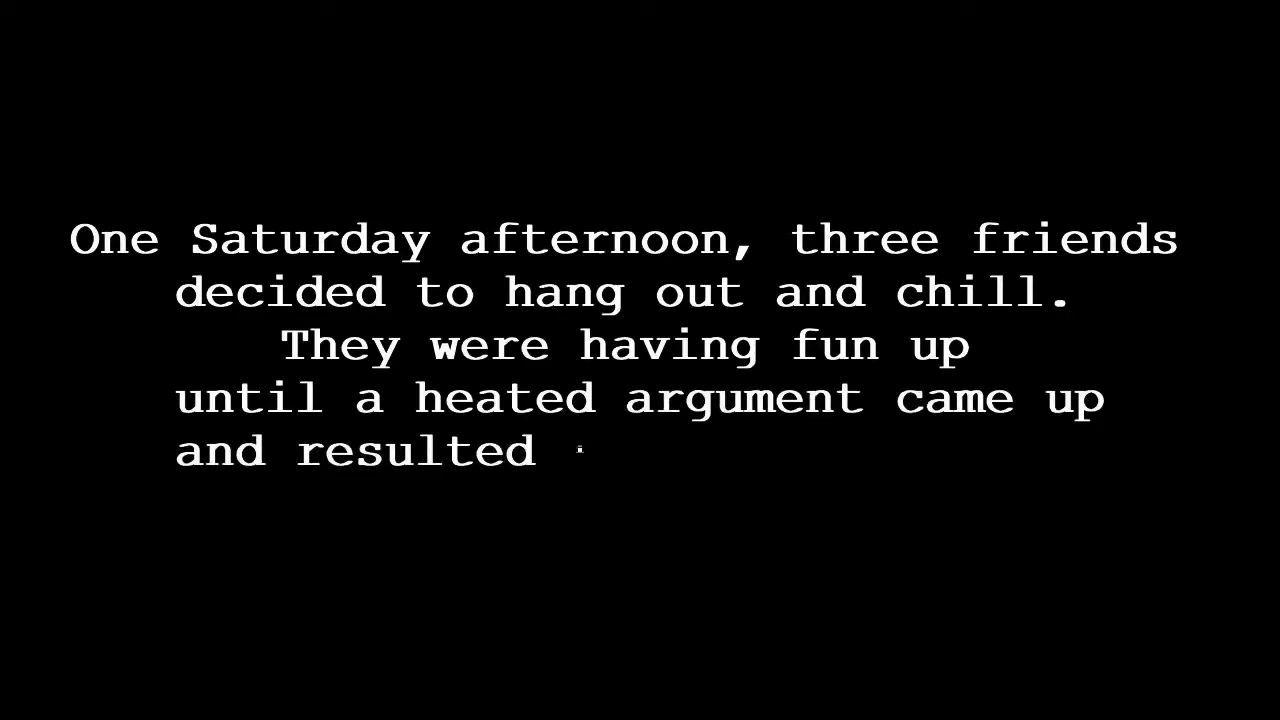 One Saturday afternoon, three friends
decided to hang out and chill.
They were having fun up
until a heated argument came up
and resulted